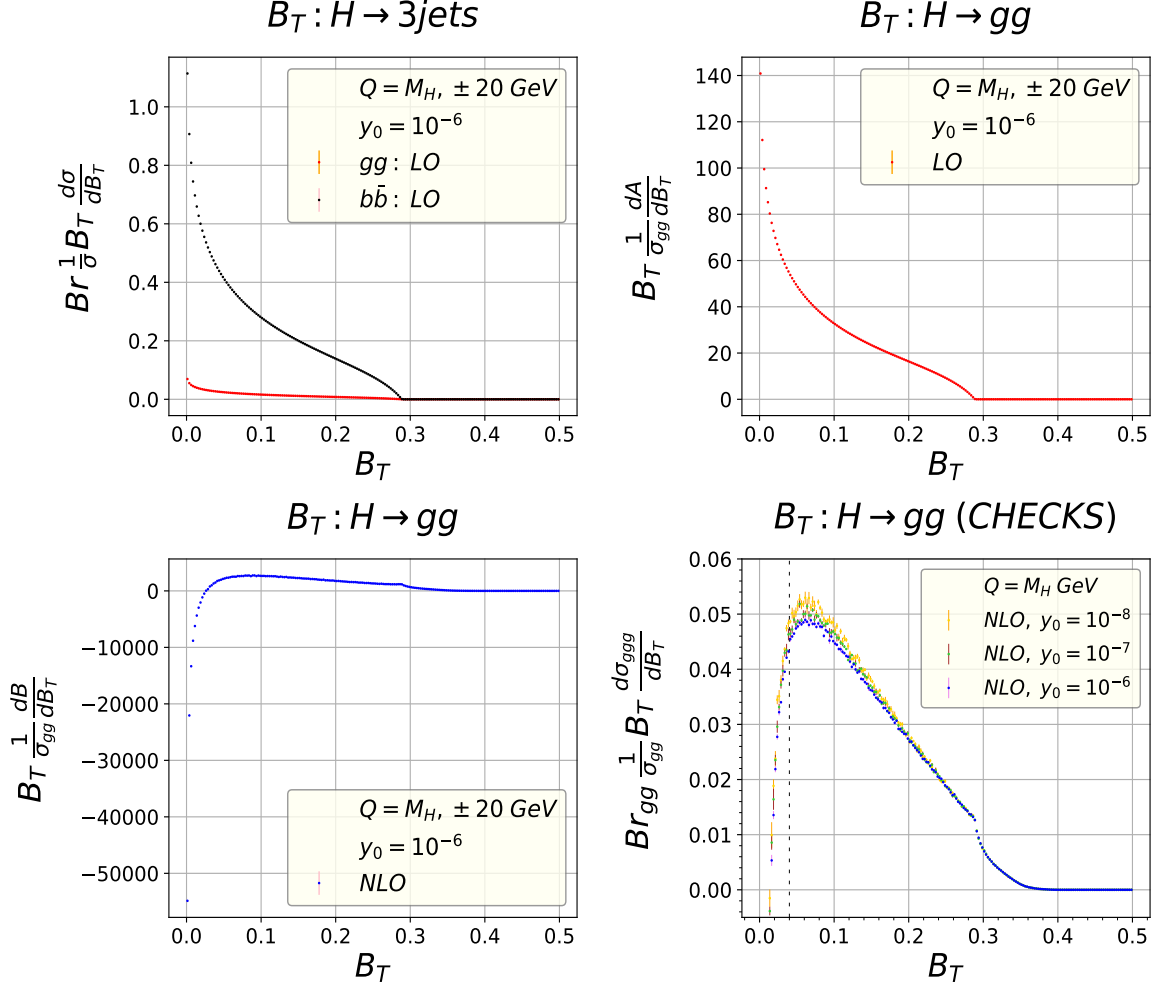 B_T : H → 3jets
Br 1/σ B_T dσ/dB_T
1.0
0.8
0.6
0.4
0.2
0.0
Q = M_H, ± 20 GeV
y_0 = 10^{-6}
gg : LO
bb̄ : LO
0.0 0.1 0.2 0.3 0.4 0.5
B_T
B_T : H → gg
B_T 1/σ_gg dA/dB_T
140
120
100
80
60
40
20
0
Q = M_H, ± 20 GeV
y_0 = 10^{-6}
LO
0.0 0.1 0.2 0.3 0.4 0.5
B_T
B_T : H → gg
B_T 1/σ_gg dB/dB_T
0
−10000
−20000
−30000
−40000
−50000
Q = M_H, ± 20 GeV
y_0 = 10^{-6}
NLO
0.0 0.1 0.2 0.3 0.4 0.5
B_T
B_T : H → gg (CHECKS)
Br_gg 1/σ_gg B_T dσ_ggg/dB_T
0.06
0.05
0.04
0.03
0.02
0.01
0.00
Q = M_H GeV
NLO, y_0 = 10^{-8}
NLO, y_0 = 10^{-7}
NLO, y_0 = 10^{-6}
0.0 0.1 0.2 0.3 0.4 0.5
B_T